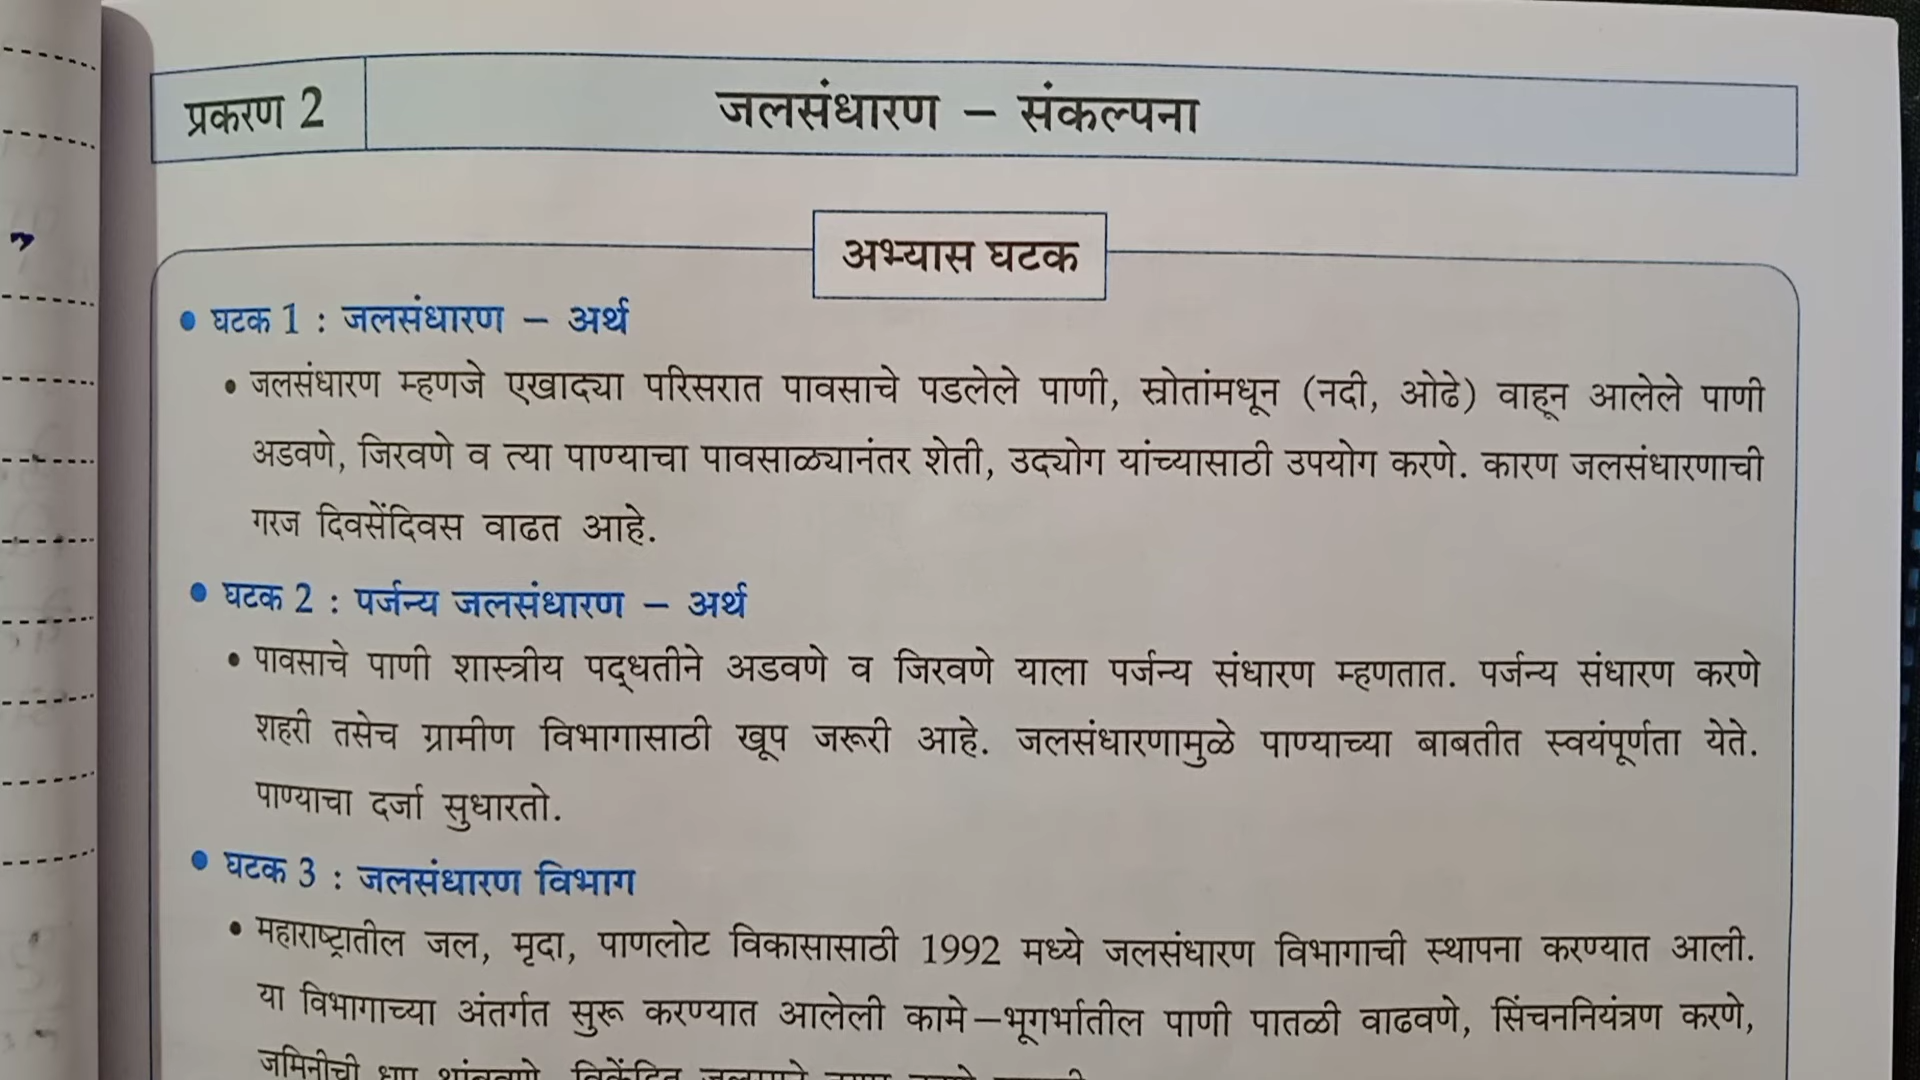 प्रकरण 2
जलसंधारण – संकल्पना
अभ्यास घटक
• घटक 1 : जलसंधारण – अर्थ
• जलसंधारण म्हणजे एखाद्या परिसरात पावसाचे पडलेले पाणी, स्रोतांमधून (नदी, ओढे) वाहून आलेले पाणी
अडवणे, जिरवणे व त्या पाण्याचा पावसाळ्यानंतर शेती, उद्योग यांच्यासाठी उपयोग करणे. कारण जलसंधारणाची
गरज दिवसेंदिवस वाढत आहे.
• घटक 2 : पर्जन्य जलसंधारण – अर्थ
• पावसाचे पाणी शास्त्रीय पद्धतीने अडवणे व जिरवणे याला पर्जन्य संधारण म्हणतात. पर्जन्य संधारण करणे
शहरी तसेच ग्रामीण विभागासाठी खूप जरूरी आहे. जलसंधारणामुळे पाण्याच्या बाबतीत स्वयंपूर्णता येते.
पाण्याचा दर्जा सुधारतो.
• घटक 3 : जलसंधारण विभाग
• महाराष्ट्रातील जल, मृदा, पाणलोट विकासासाठी 1992 मध्ये जलसंधारण विभागाची स्थापना करण्यात आली.
या विभागाच्या अंतर्गत सुरू करण्यात आलेली कामे–भूगर्भातील पाणी पातळी वाढवणे, सिंचननियंत्रण करणे,
जमिनीची